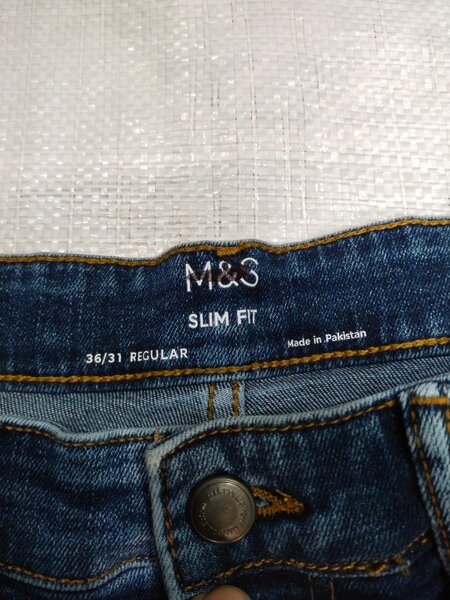 M&S
SLIM FIT
36/31 REGULAR
Made in Pakistan